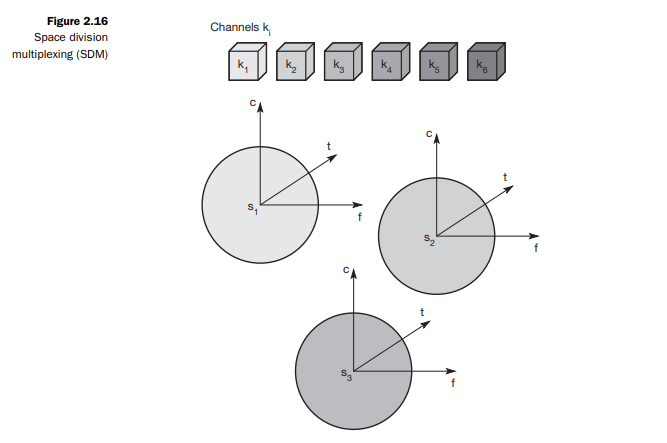 Figure 2.16
Space division
multiplexing (SDM)
Channels kᵢ
k₁ k₂ k₃ k₄ k₅ k₆
c
t
s₁
f
c
t
s₂
f
c
t
s₃
f